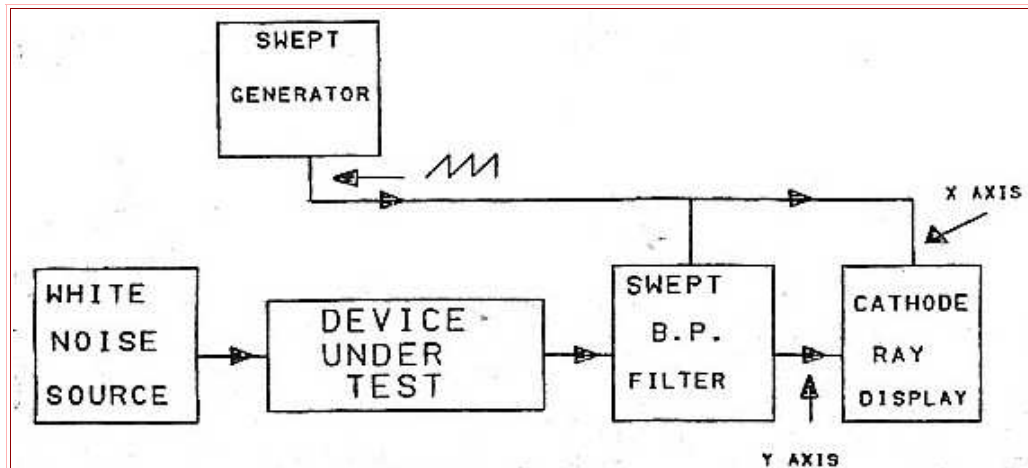 SWEPT
GENERATOR
X AXIS
WHITE
NOISE
SOURCE
DEVICE
UNDER
TEST
SWEPT
B.P.
FILTER
CATHODE
RAY
DISPLAY
Y AXIS